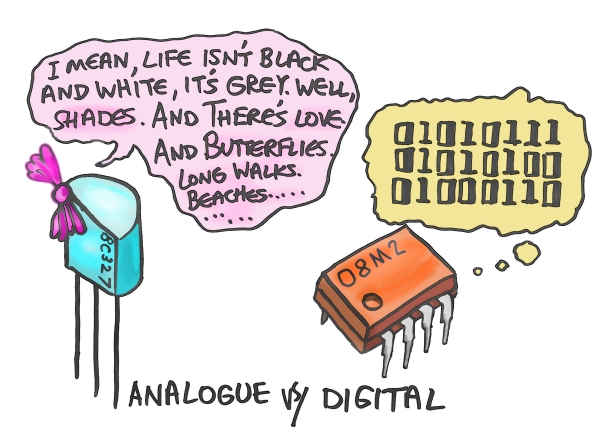 I MEAN, LIFE ISN'T BLACK
AND WHITE, IT'S GREY. WELL,
SHADES. AND THERE'S LOVE.
AND BUTTERFLIES.
LONG WALKS.
BEACHES.....
......
01010111
01010100
01000110
BC327
08M2
ANALOGUE VS/ DIGITAL